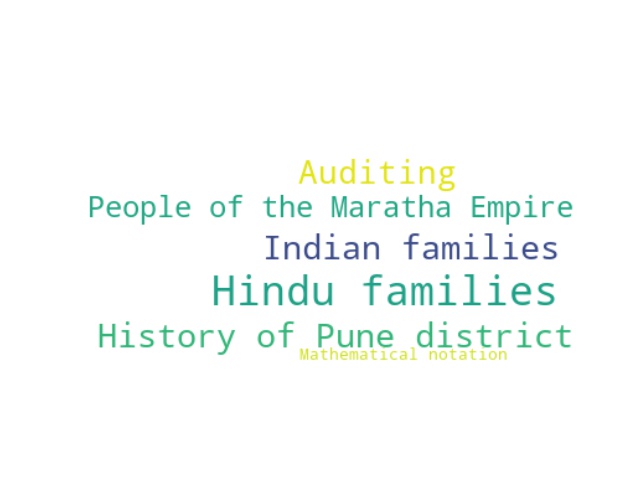 Auditing
People of the Maratha Empire
Indian families
Hindu families
History of Pune district
Mathematical notation